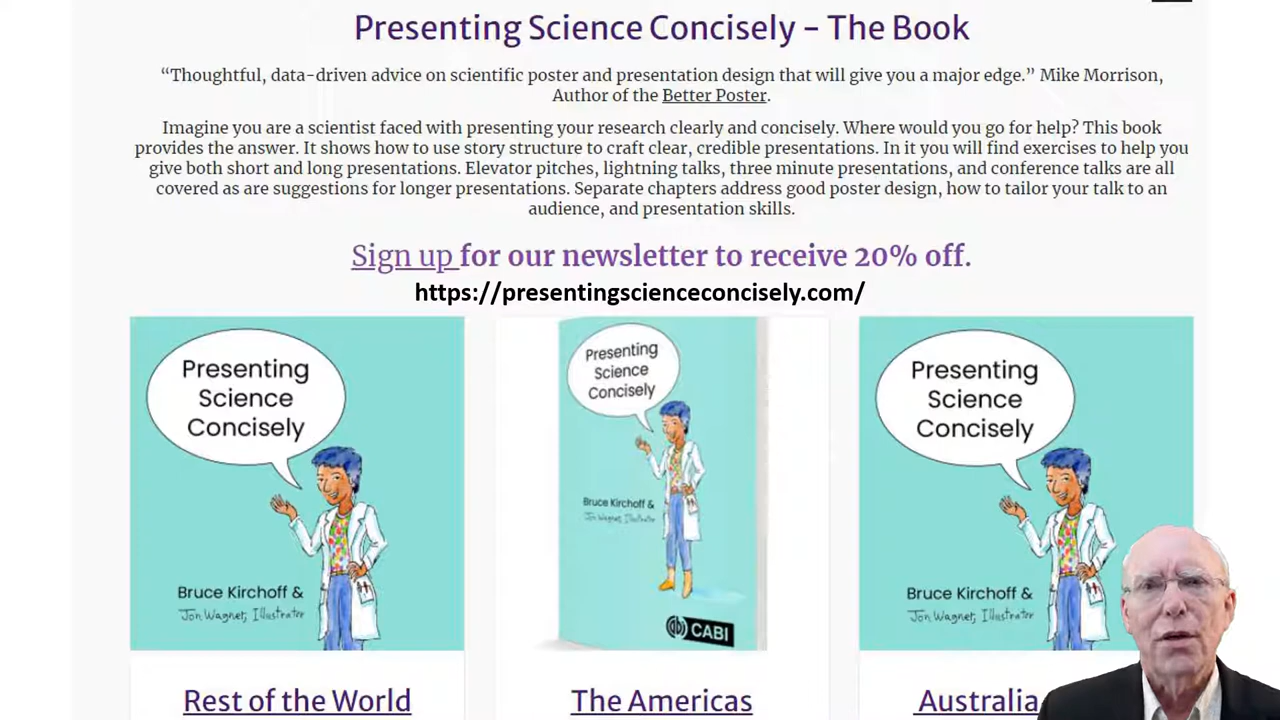 Presenting Science Concisely – The Book
“Thoughtful, data-driven advice on scientific poster and presentation design that will give you a major edge.” Mike Morrison,
Author of the Better Poster.
Imagine you are a scientist faced with presenting your research clearly and concisely. Where would you go for help? This book
provides the answer. It shows how to use story structure to craft clear, credible presentations. In it you will find exercises to help you
give both short and long presentations. Elevator pitches, lightning talks, three minute presentations, and conference talks are all
covered as are suggestions for longer presentations. Separate chapters address good poster design, how to tailor your talk to an
audience, and presentation skills.
Sign up for our newsletter to receive 20% off.
https://presentingscienceconcisely.com/
Presenting
Science
Concisely
Bruce Kirchoff &
Jon Wagner, Illustrator
Rest of the World
Presenting
Science
Concisely
Bruce Kirchoff &
Jon Wagner, Illustrator
CABI
The Americas
Presenting
Science
Concisely
Bruce Kirchoff &
Jon Wagner, Illustrator
Australia